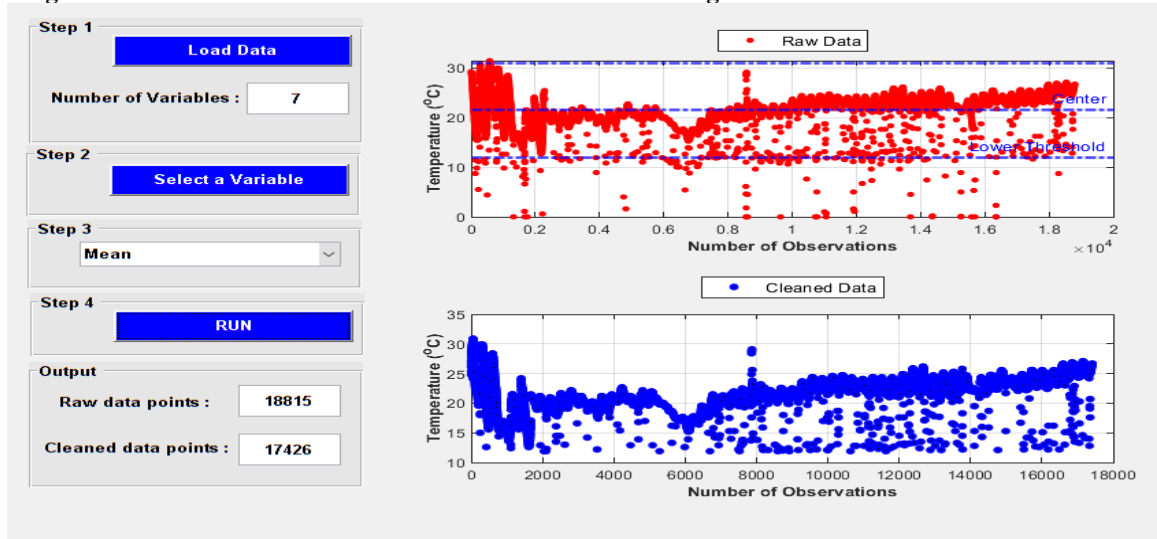 Step 1
Load Data
Number of Variables : 7
Step 2
Select a Variable
Step 3
Mean
Step 4
RUN
Output
Raw data points : 18815
Cleaned data points : 17426
Raw Data
Temperature (⁰C)
30
20
10
0
Center
Lower Threshold
0 0.2 0.4 0.6 0.8 1 1.2 1.4 1.6 1.8 2
Number of Observations
×10⁴
Cleaned Data
Temperature (⁰C)
35
30
25
20
15
10
0 2000 4000 6000 8000 10000 12000 14000 16000 18000
Number of Observations